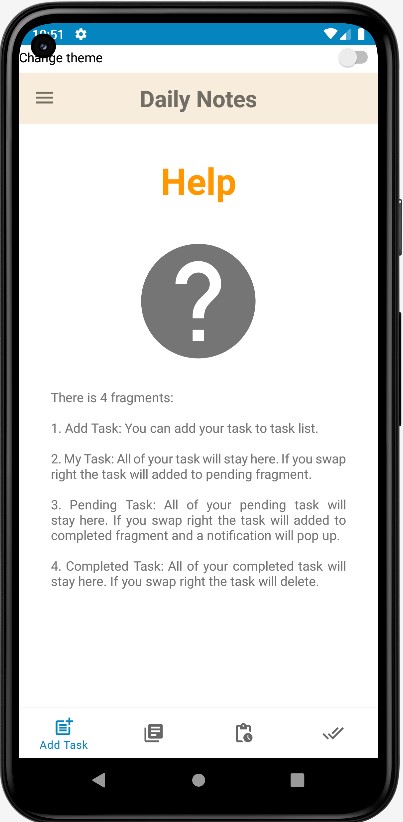 10:51
Change theme
Daily Notes
Help
?
There is 4 fragments:
1. Add Task: You can add your task to task list.
2. My Task: All of your task will stay here. If you swap
right the task will added to pending fragment.
3. Pending Task: All of your pending task will
stay here. If you swap right the task will added to
completed fragment and a notification will pop up.
4. Completed Task: All of your completed task will
stay here. If you swap right the task will delete.
Add Task